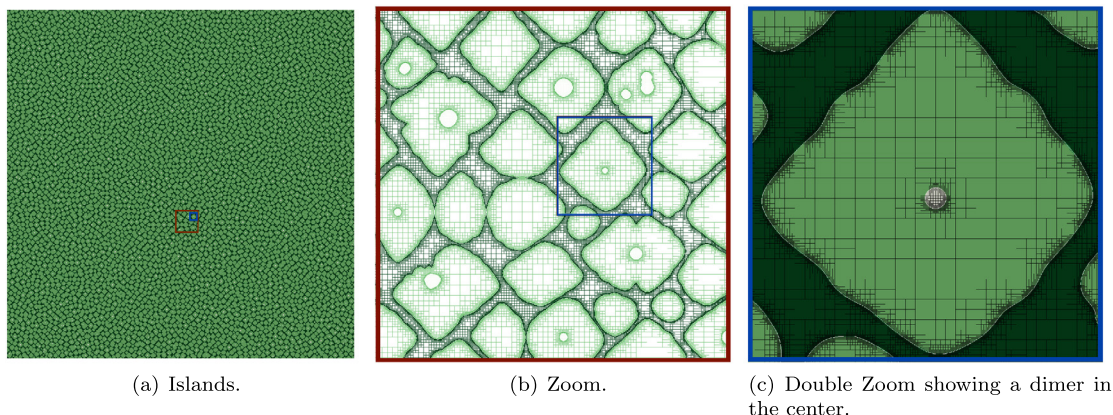 (a) Islands.
(b) Zoom.
(c) Double Zoom showing a dimer in
the center.